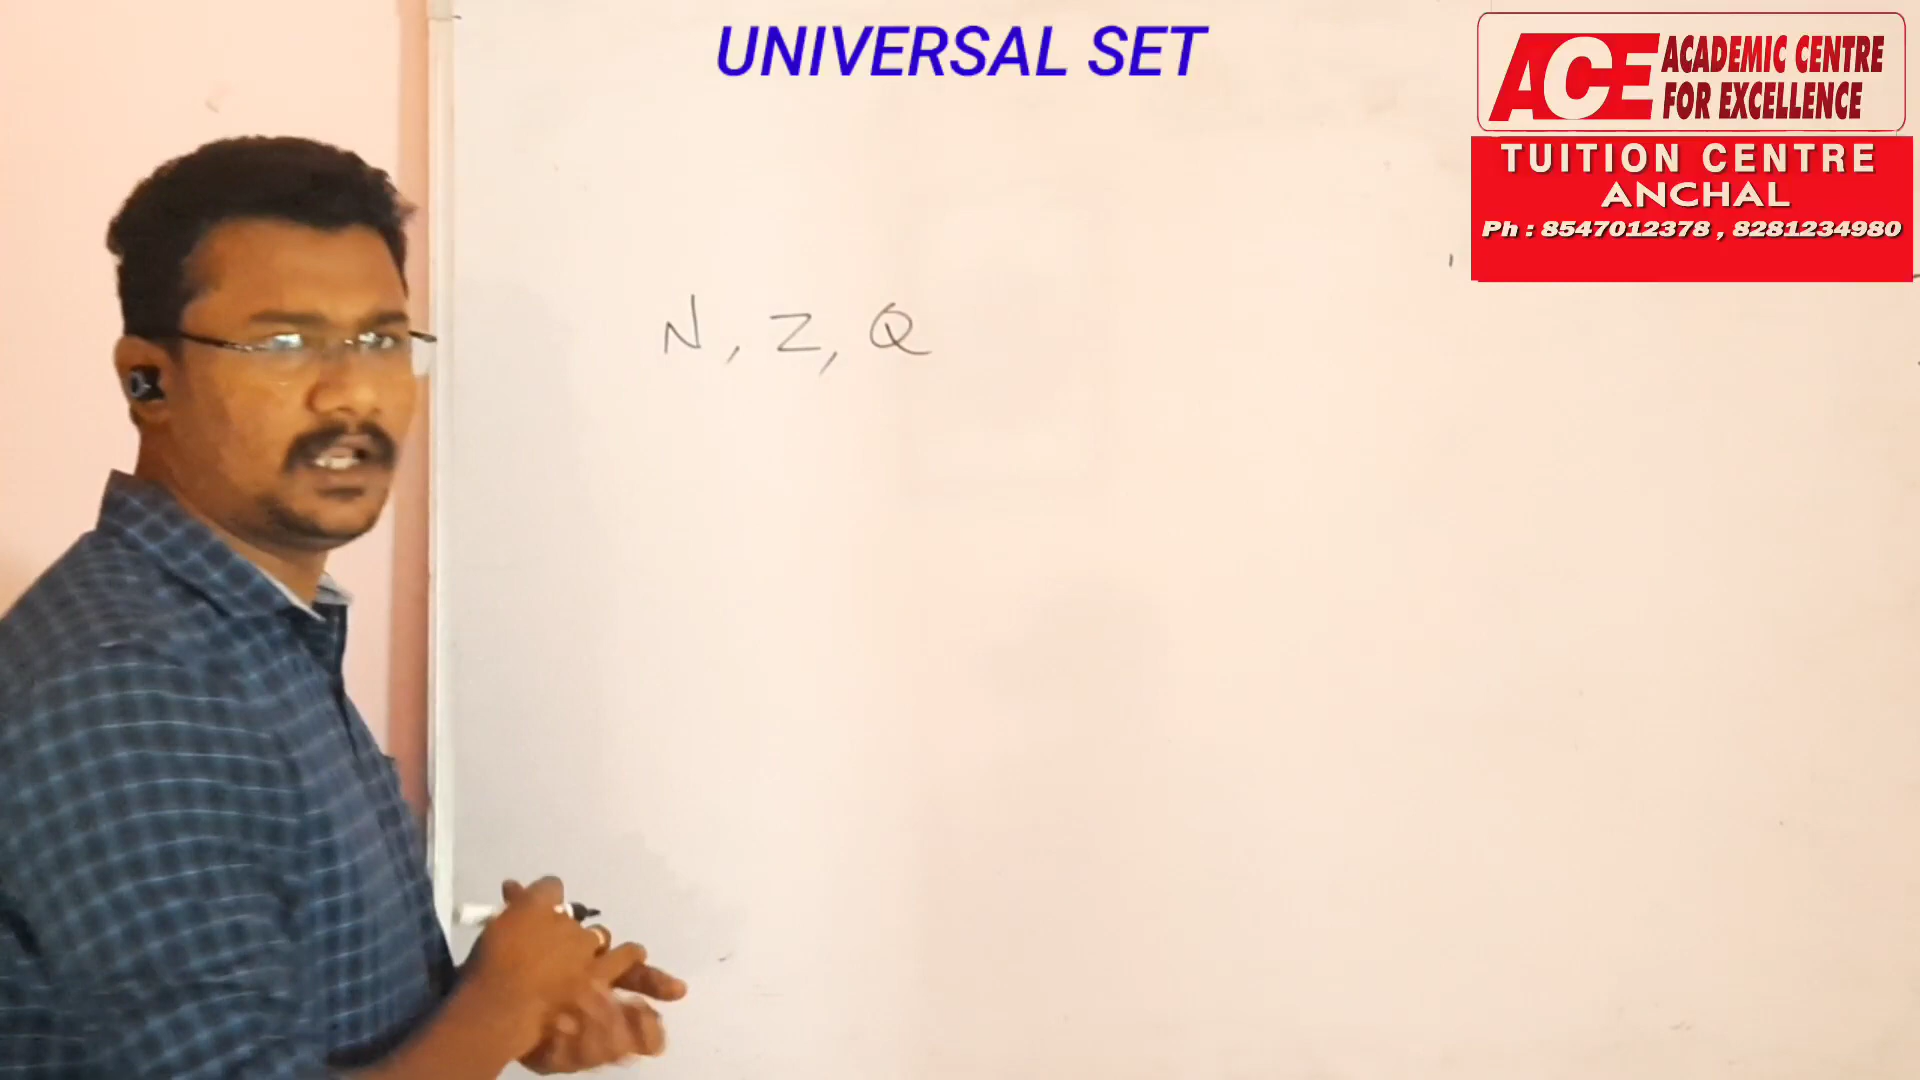 UNIVERSAL SET
ACE ACADEMIC CENTRE
FOR EXCELLENCE
TUITION CENTRE
ANCHAL
Ph : 8547012378 , 8281234980
N, Z, Q